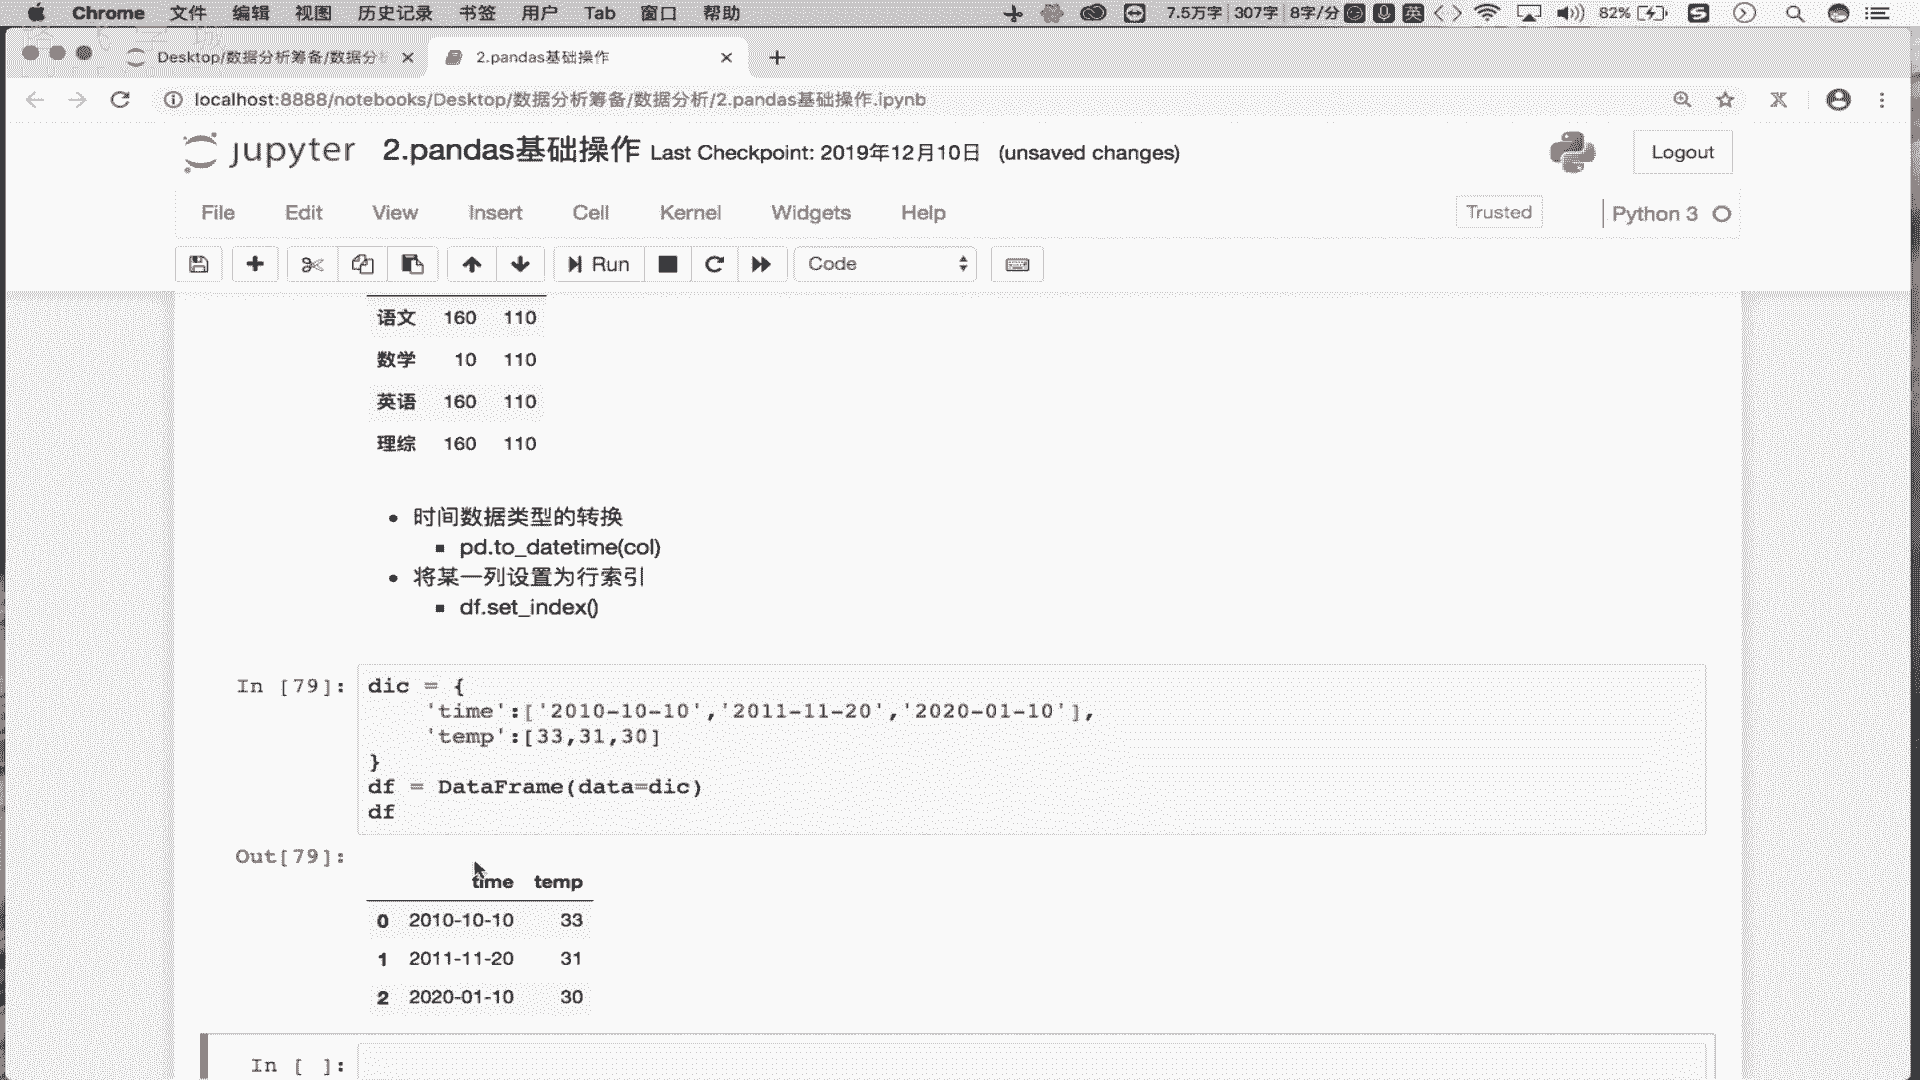 Chrome 文件 编辑 视图 历史记录 书签 用户 Tab 窗口 帮助 7.5万字 307字 8字/分 英 82%
Desktop/数据分析筹备/数据分析 2.pandas基础操作
localhost:8888/notebooks/Desktop/数据分析筹备/数据分析/2.pandas基础操作.ipynb
jupyter 2.pandas基础操作 Last Checkpoint: 2019年12月10日 (unsaved changes) Logout
File Edit View Insert Cell Kernel Widgets Help Trusted Python 3
Run Code
语文 160 110
数学 10 110
英语 160 110
理综 160 110
时间数据类型的转换
pd.to_datetime(col)
将某一列设置为行索引
df.set_index()
In [79]: dic = {
'time':['2010-10-10','2011-11-20','2020-01-10'],
'temp':[33,31,30]
}
df = DataFrame(data=dic)
df
Out[79]:
time temp
0 2010-10-10 33
1 2011-11-20 31
2 2020-01-10 30
In [ ]: